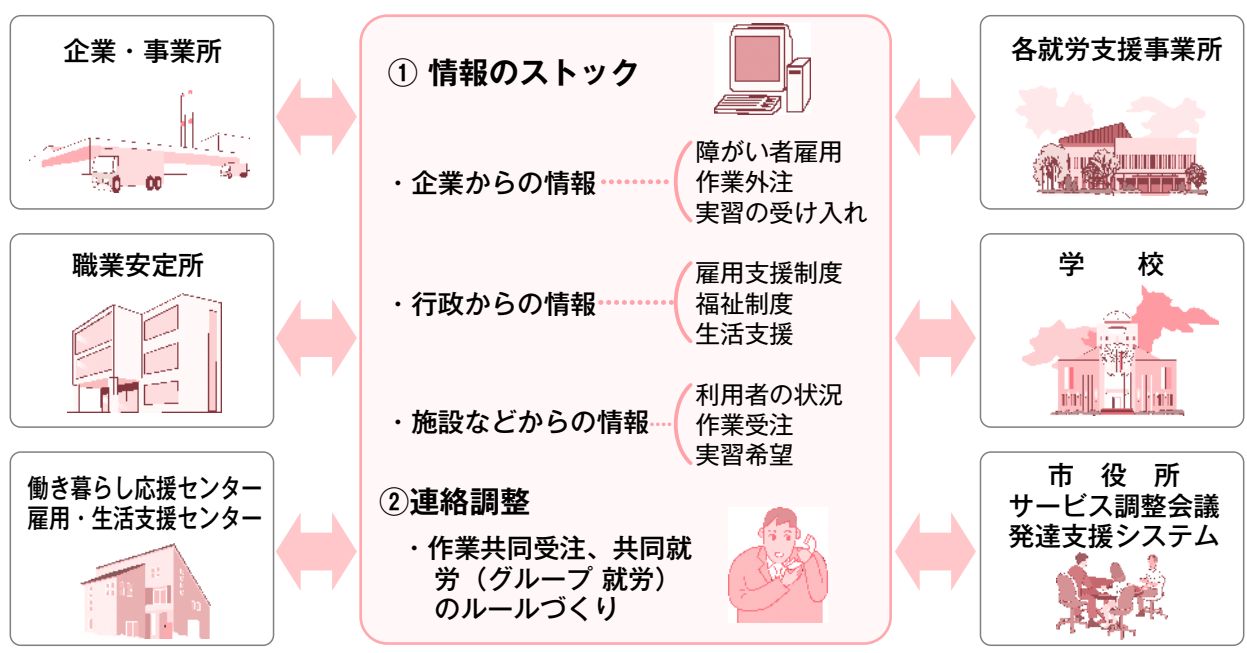 企業・事業所
職業安定所
働き暮らし応援センター
雇用・生活支援センター
① 情報のストック
・企業からの情報
障がい者雇用
作業外注
実習の受け入れ
・行政からの情報
雇用支援制度
福祉制度
生活支援
・施設などからの情報
利用者の状況
作業受注
実習希望
②連絡調整
・作業共同受注、共同就
労（グループ 就労）
のルールづくり
各就労支援事業所
学　校
市 役 所
サービス調整会議
発達支援システム